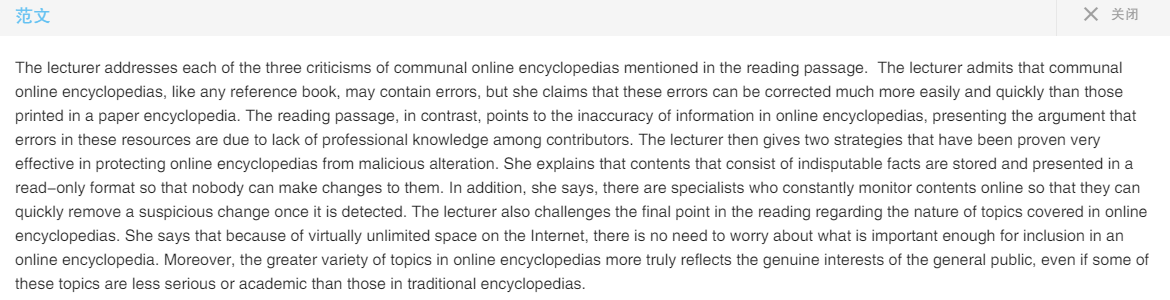 范文
关闭
The lecturer addresses each of the three criticisms of communal online encyclopedias mentioned in the reading passage.  The lecturer admits that communal
online encyclopedias, like any reference book, may contain errors, but she claims that these errors can be corrected much more easily and quickly than those
printed in a paper encyclopedia. The reading passage, in contrast, points to the inaccuracy of information in online encyclopedias, presenting the argument that
errors in these resources are due to lack of professional knowledge among contributors. The lecturer then gives two strategies that have been proven very
effective in protecting online encyclopedias from malicious alteration. She explains that contents that consist of indisputable facts are stored and presented in a
read–only format so that nobody can make changes to them. In addition, she says, there are specialists who constantly monitor contents online so that they can
quickly remove a suspicious change once it is detected. The lecturer also challenges the final point in the reading regarding the nature of topics covered in online
encyclopedias. She says that because of virtually unlimited space on the Internet, there is no need to worry about what is important enough for inclusion in an
online encyclopedia. Moreover, the greater variety of topics in online encyclopedias more truly reflects the genuine interests of the general public, even if some of
these topics are less serious or academic than those in traditional encyclopedias.